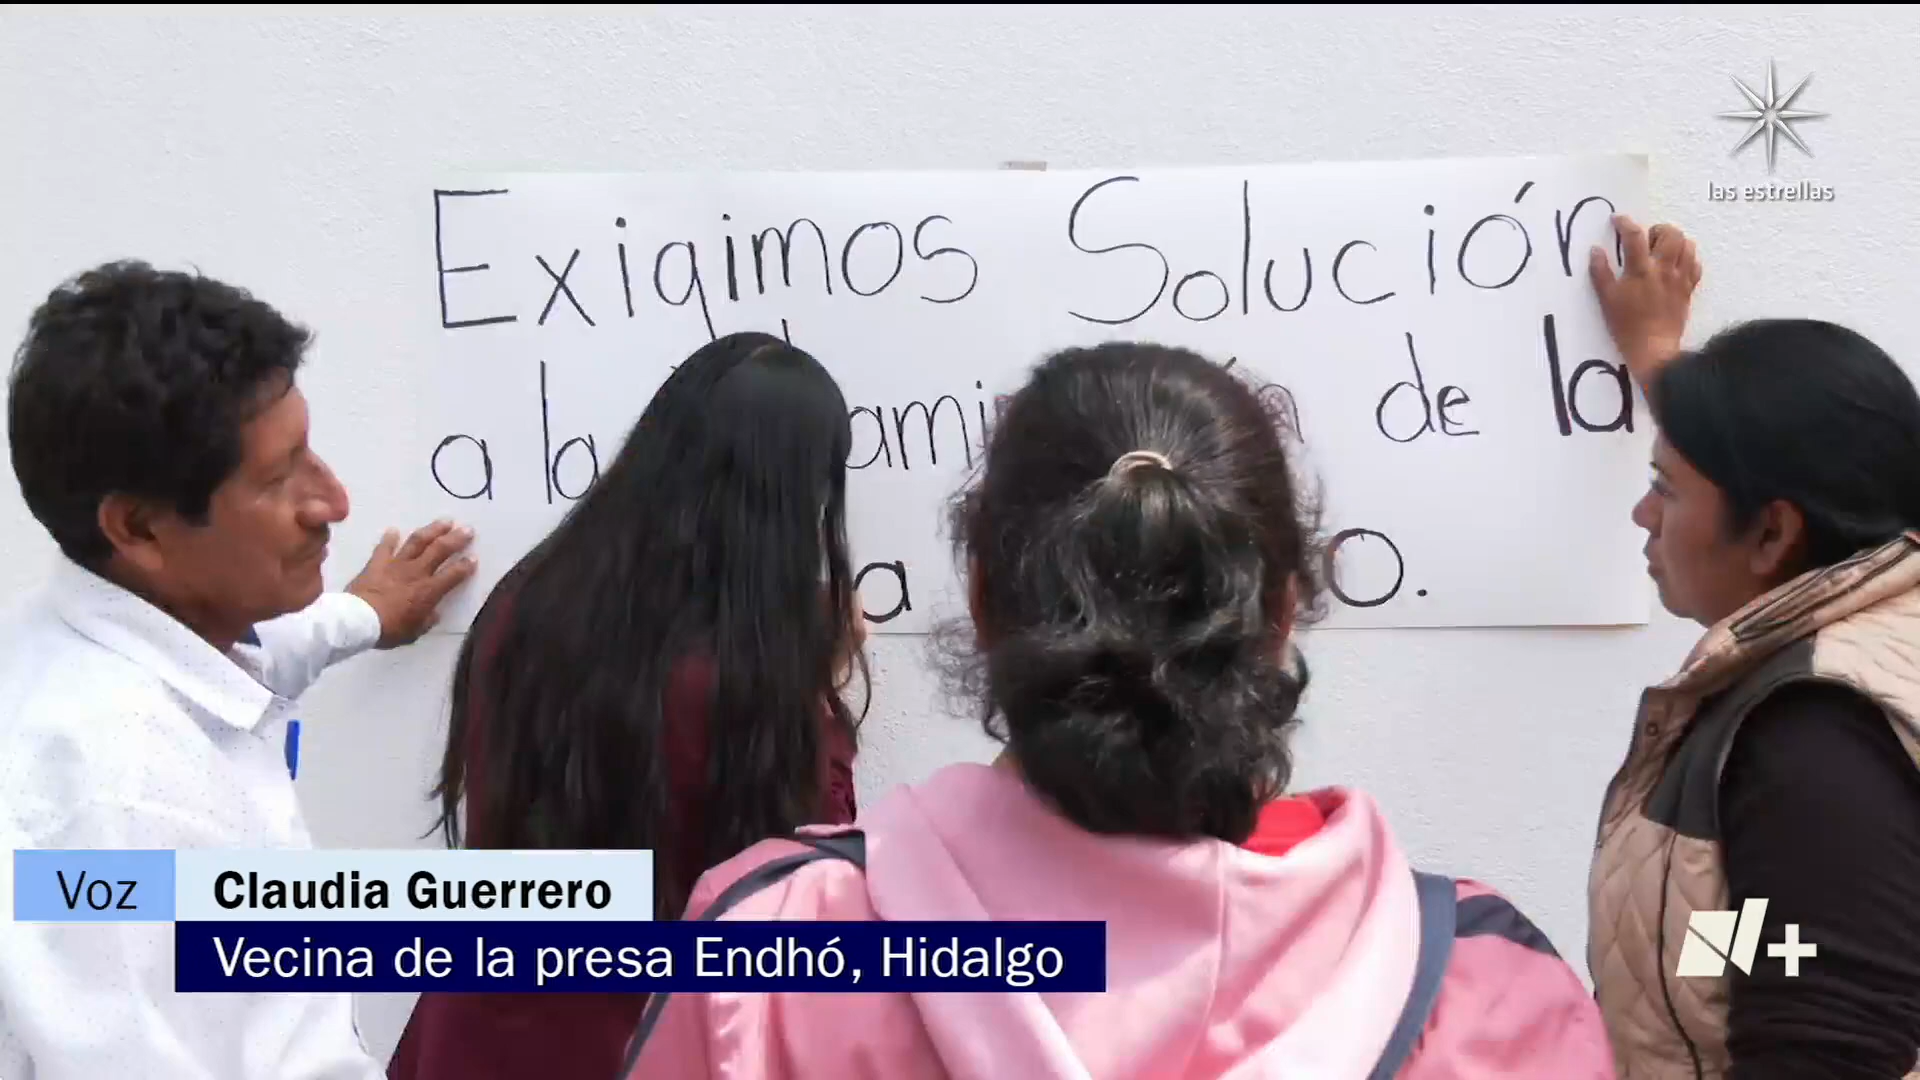 las estrellas
Exigimos Solución
a la de la
Voz
Claudia Guerrero
Vecina de la presa Endhó, Hidalgo
N+